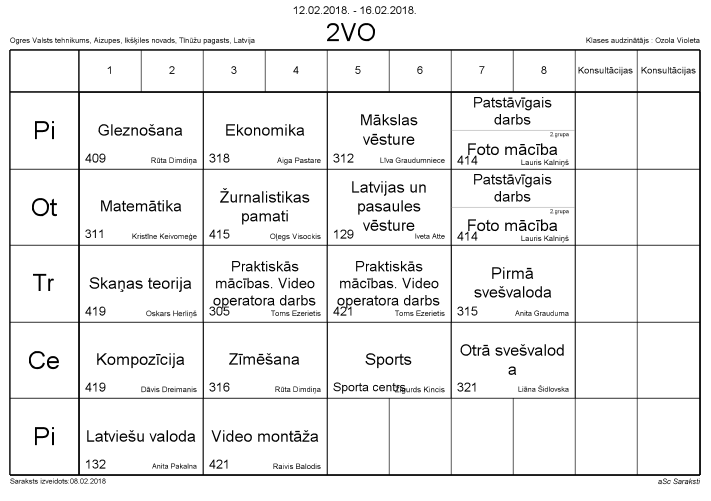 12.02.2018. - 16.02.2018.
2VO
Ogres Valsts tehnikums, Aizupes, Ikšķiles novads, Tīnūžu pagasts, Latvija
Klases audzinātājs : Ozola Violeta
1 2 3 4 5 6 7 8 Konsultācijas Konsultācijas
Pi
Gleznošana
409 Rūta Dimdiņa
Ekonomika
318 Aiga Pastare
Mākslas
vēsture
312 Līva Graudumniece
Patstāvīgais
darbs
2.grupa
Foto mācība
414 Lauris Kalniņš
Ot
Matemātika
311 Kristīne Keivomeģe
Žurnalistikas
pamati
415 Oļegs Visockis
Latvijas un
pasaules
vēsture
129 Iveta Atte
Patstāvīgais
darbs
2.grupa
Foto mācība
414 Lauris Kalniņš
Tr
Skaņas teorija
419 Oskars Herliņš
Praktiskās
mācības. Video
operatora darbs
305 Toms Ezerietis
Praktiskās
mācības. Video
operatora darbs
421 Toms Ezerietis
Pirmā
svešvaloda
315 Anita Grauduma
Ce
Kompozīcija
419 Dāvis Dreimanis
Zīmēšana
316 Rūta Dimdiņa
Sports
Sporta centrs Zigurds Kincis
Otrā svešvalod
a
321 Liāna Šidlovska
Pi
Latviešu valoda
132 Anita Pakalna
Video montāža
421 Raivis Balodis
Saraksts izveidots:08.02.2018
aSc Saraksti